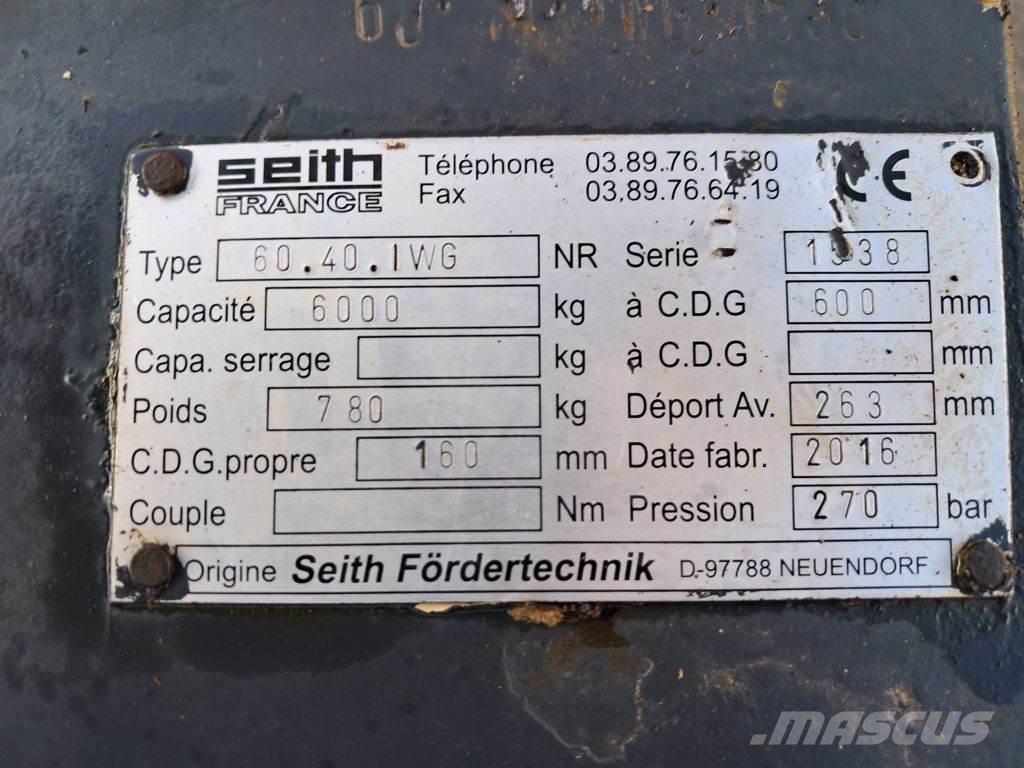 seith Téléphone 03.89.76.15.80
FRANCE Fax 03.89.76.64.19
CE
Type 60.40.IWG NR Serie 1938
Capacité 6000 kg à C.D.G 600 mm
Capa. serrage kg à C.D.G mm
Poids 780 kg Déport Av. 263 mm
C.D.G.propre 160 mm Date fabr. 2016
Couple Nm Pression 270 bar
Origine Seith Fördertechnik D-97788 NEUENDORF
MASCUS